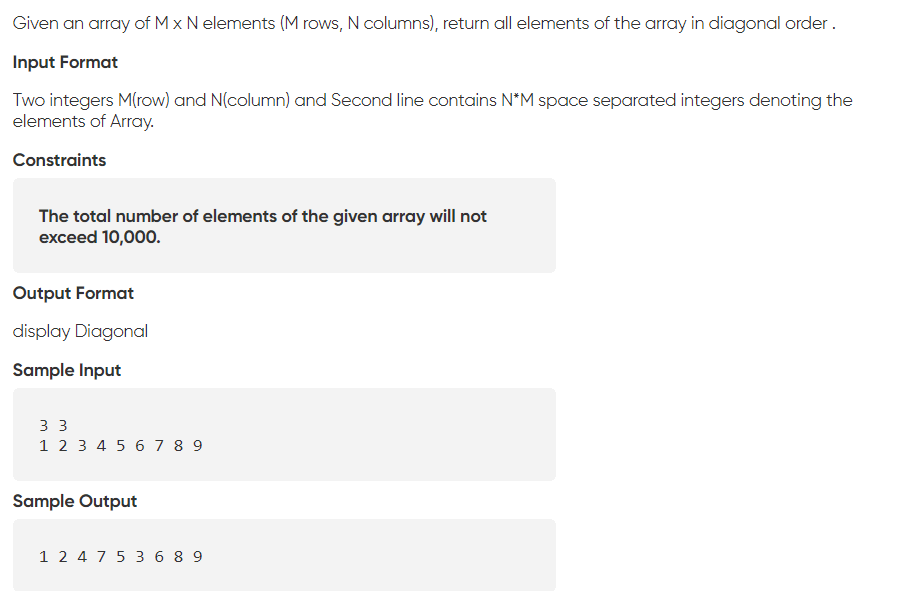 Given an array of M x N elements (M rows, N columns), return all elements of the array in diagonal order .
Input Format
Two integers M(row) and N(column) and Second line contains N*M space separated integers denoting the
elements of Array.
Constraints
The total number of elements of the given array will not
exceed 10,000.
Output Format
display Diagonal
Sample Input
3 3
1 2 3 4 5 6 7 8 9
Sample Output
1 2 4 7 5 3 6 8 9